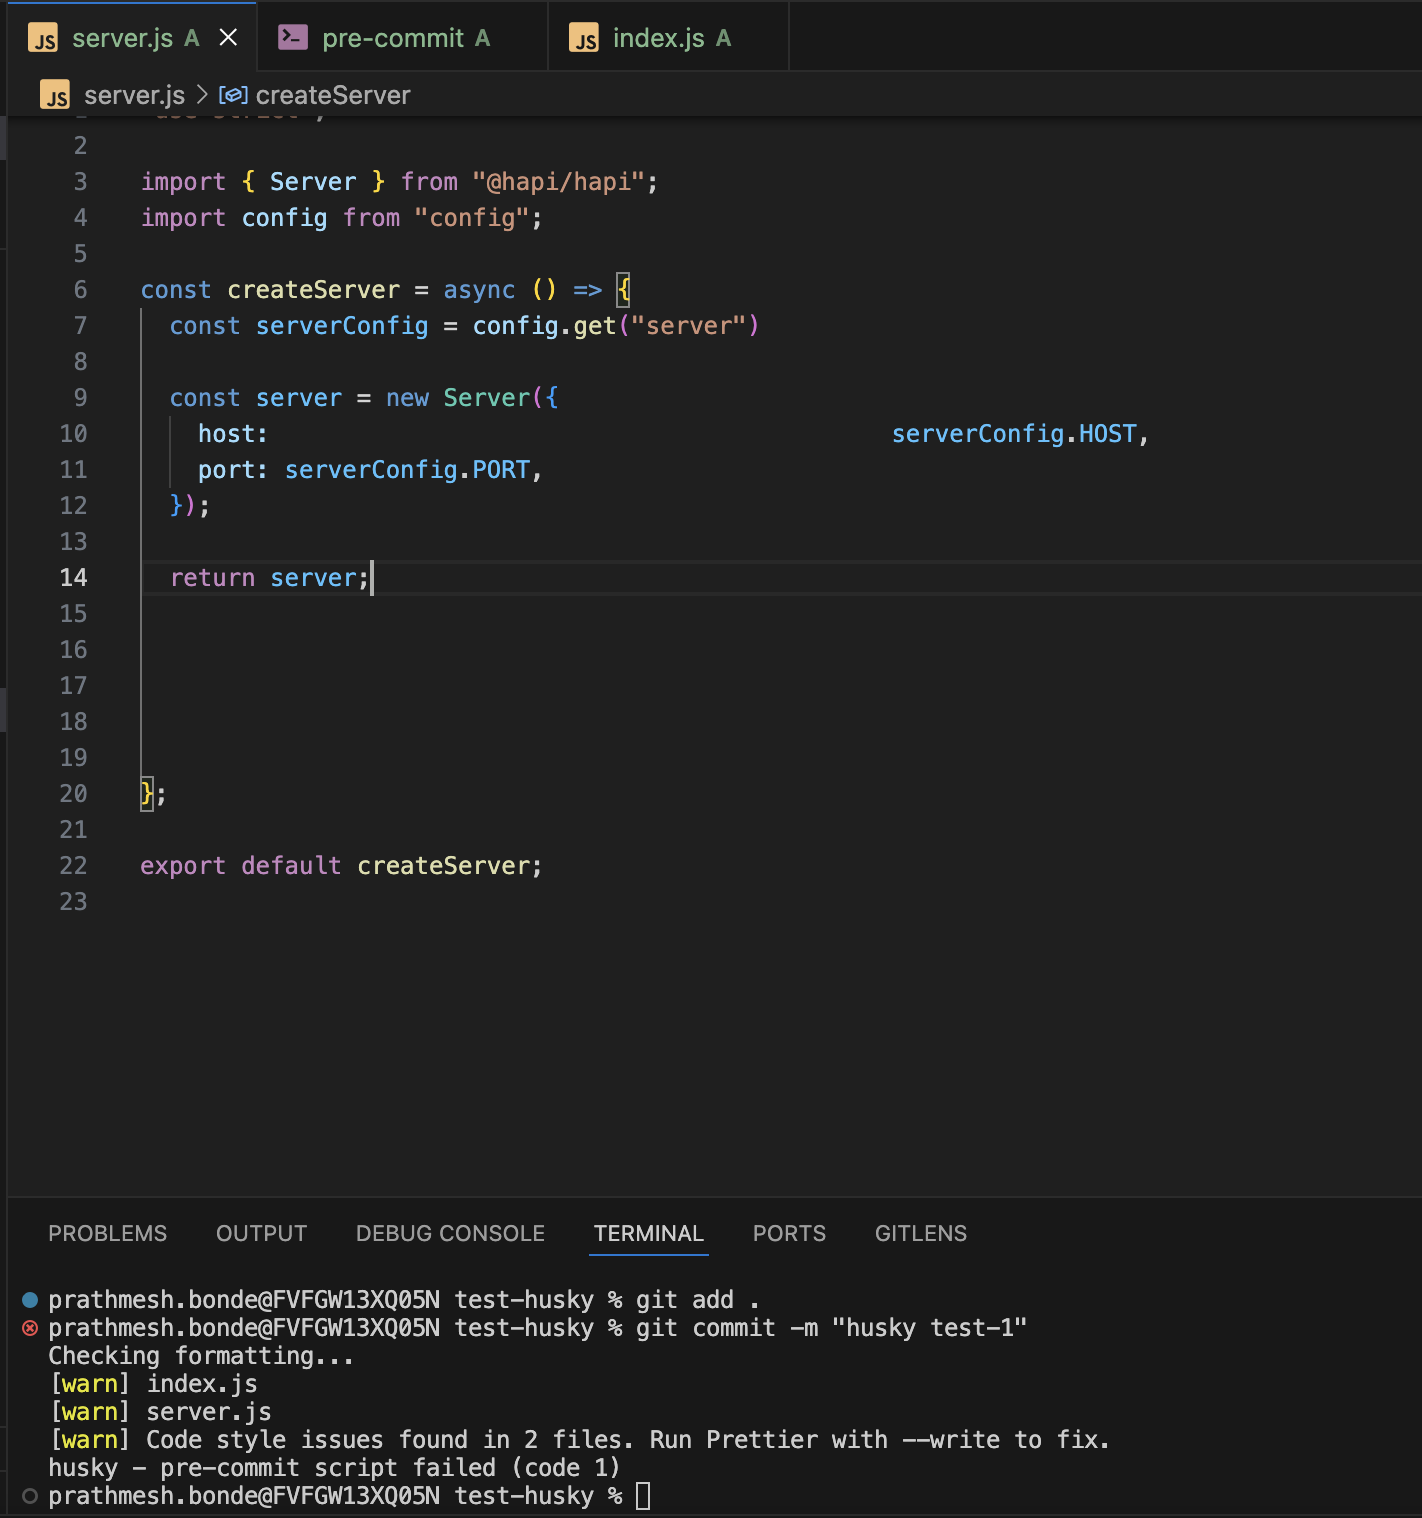 JS server.js A
pre-commit A
JS index.js A
JS server.js > createServer
2
3 import { Server } from "@hapi/hapi";
4 import config from "config";
5
6 const createServer = async () => {
7 const serverConfig = config.get("server")
8
9 const server = new Server({
10 host: serverConfig.HOST,
11 port: serverConfig.PORT,
12 });
13
14 return server;
15
16
17
18
19
20 };
21
22 export default createServer;
23
PROBLEMS OUTPUT DEBUG CONSOLE TERMINAL PORTS GITLENS
prathmesh.bonde@FVFGW13XQ05N test-husky % git add .
prathmesh.bonde@FVFGW13XQ05N test-husky % git commit -m "husky test-1"
Checking formatting...
[warn] index.js
[warn] server.js
[warn] Code style issues found in 2 files. Run Prettier with --write to fix.
husky - pre-commit script failed (code 1)
prathmesh.bonde@FVFGW13XQ05N test-husky %